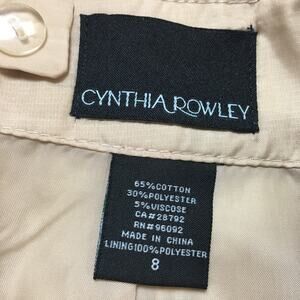 CYNTHIA ROWLEY
65%COTTON
30%POLYESTER
5%VISCOSE
CA#28792
RN#96092
MADE IN CHINA
LINING100%POLYESTER
8